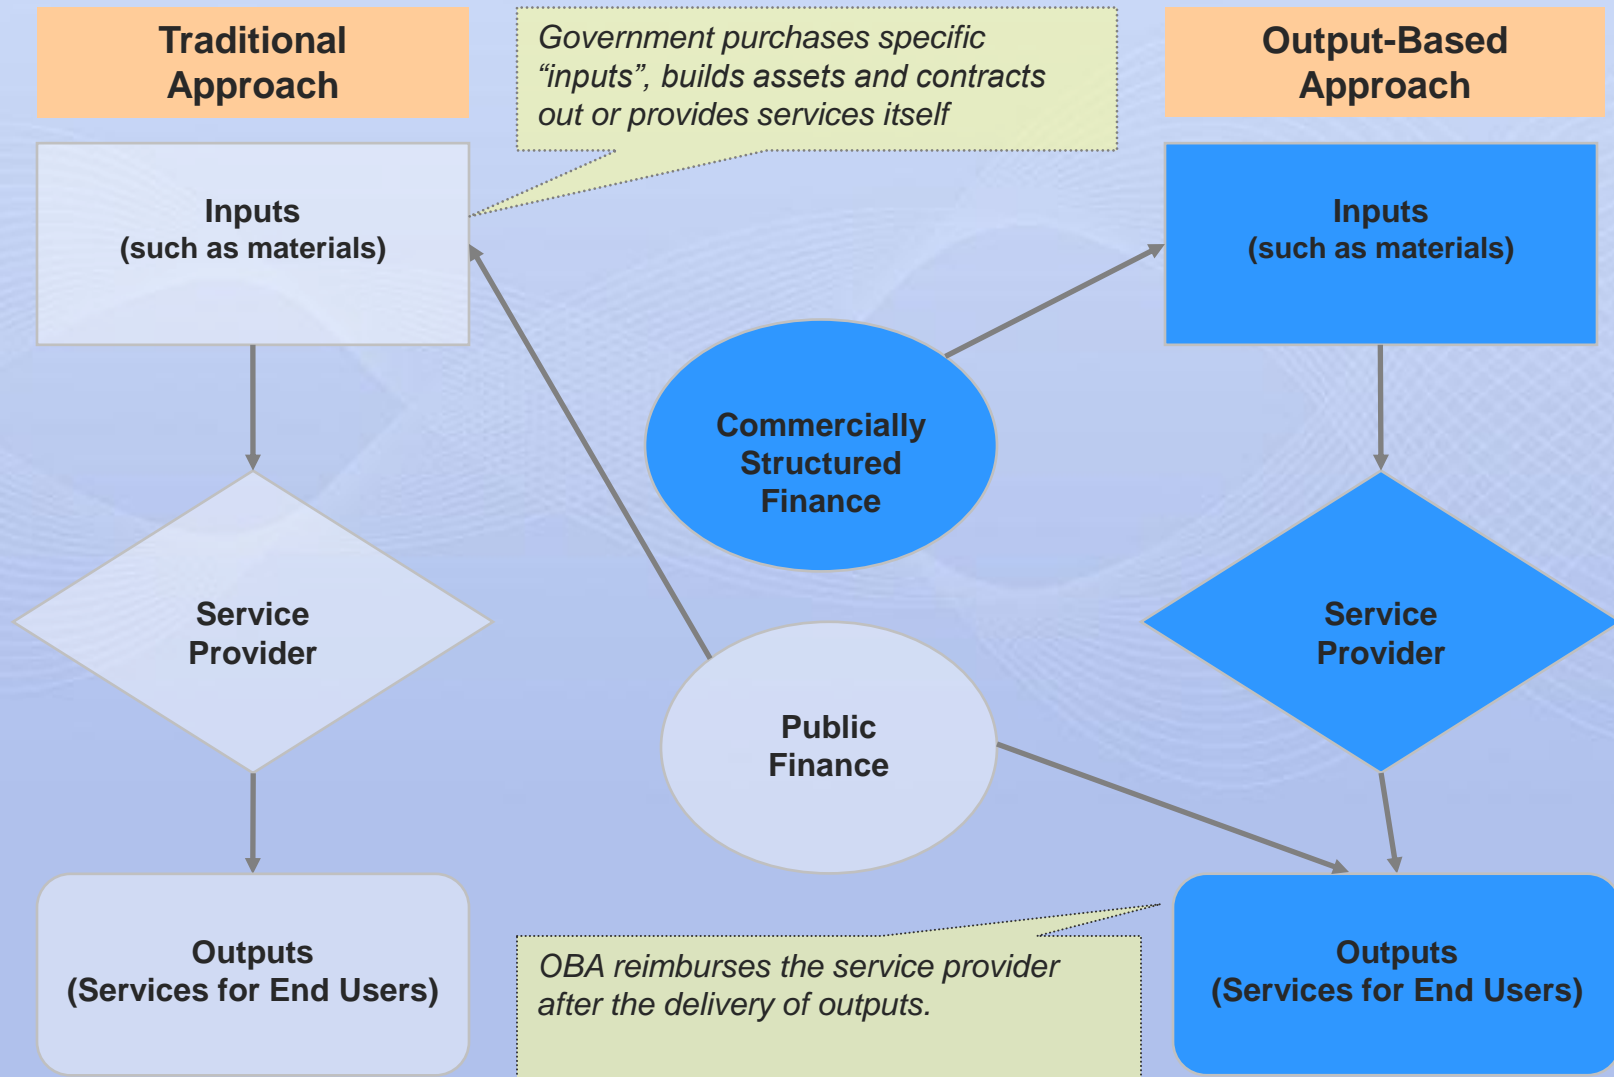 Traditional
Approach
Government purchases specific
“inputs”, builds assets and contracts
out or provides services itself
Output-Based
Approach
Inputs
(such as materials)
Inputs
(such as materials)
Commercially
Structured
Finance
Service
Provider
Service
Provider
Public
Finance
Outputs
(Services for End Users)
OBA reimburses the service provider
after the delivery of outputs.
Outputs
(Services for End Users)